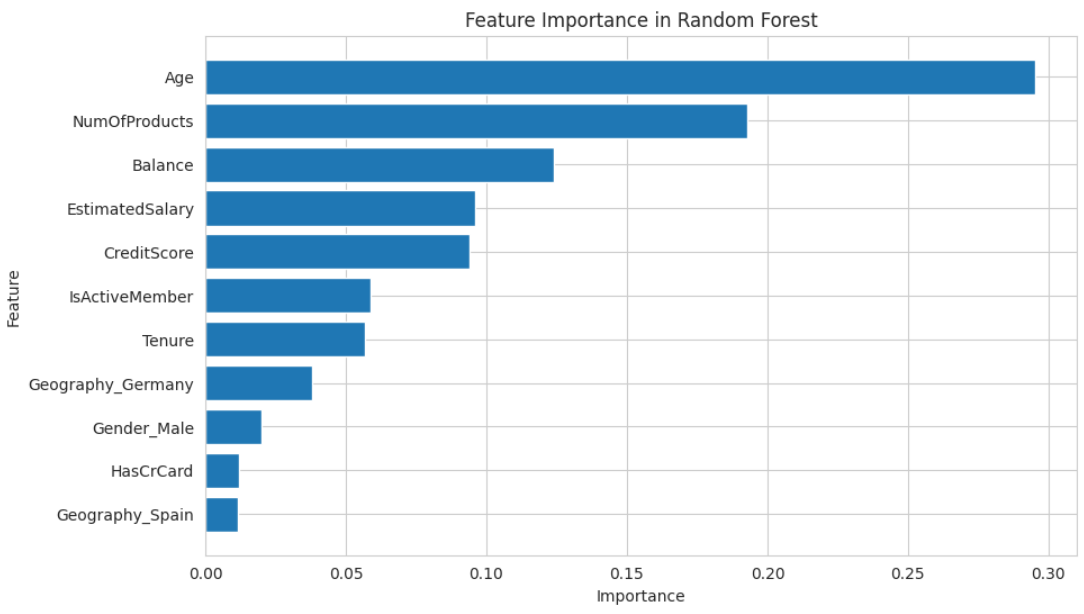 Feature Importance in Random Forest
Age
NumOfProducts
Balance
EstimatedSalary
CreditScore
IsActiveMember
Tenure
Geography_Germany
Gender_Male
HasCrCard
Geography_Spain
Feature
0.00 0.05 0.10 0.15 0.20 0.25 0.30
Importance